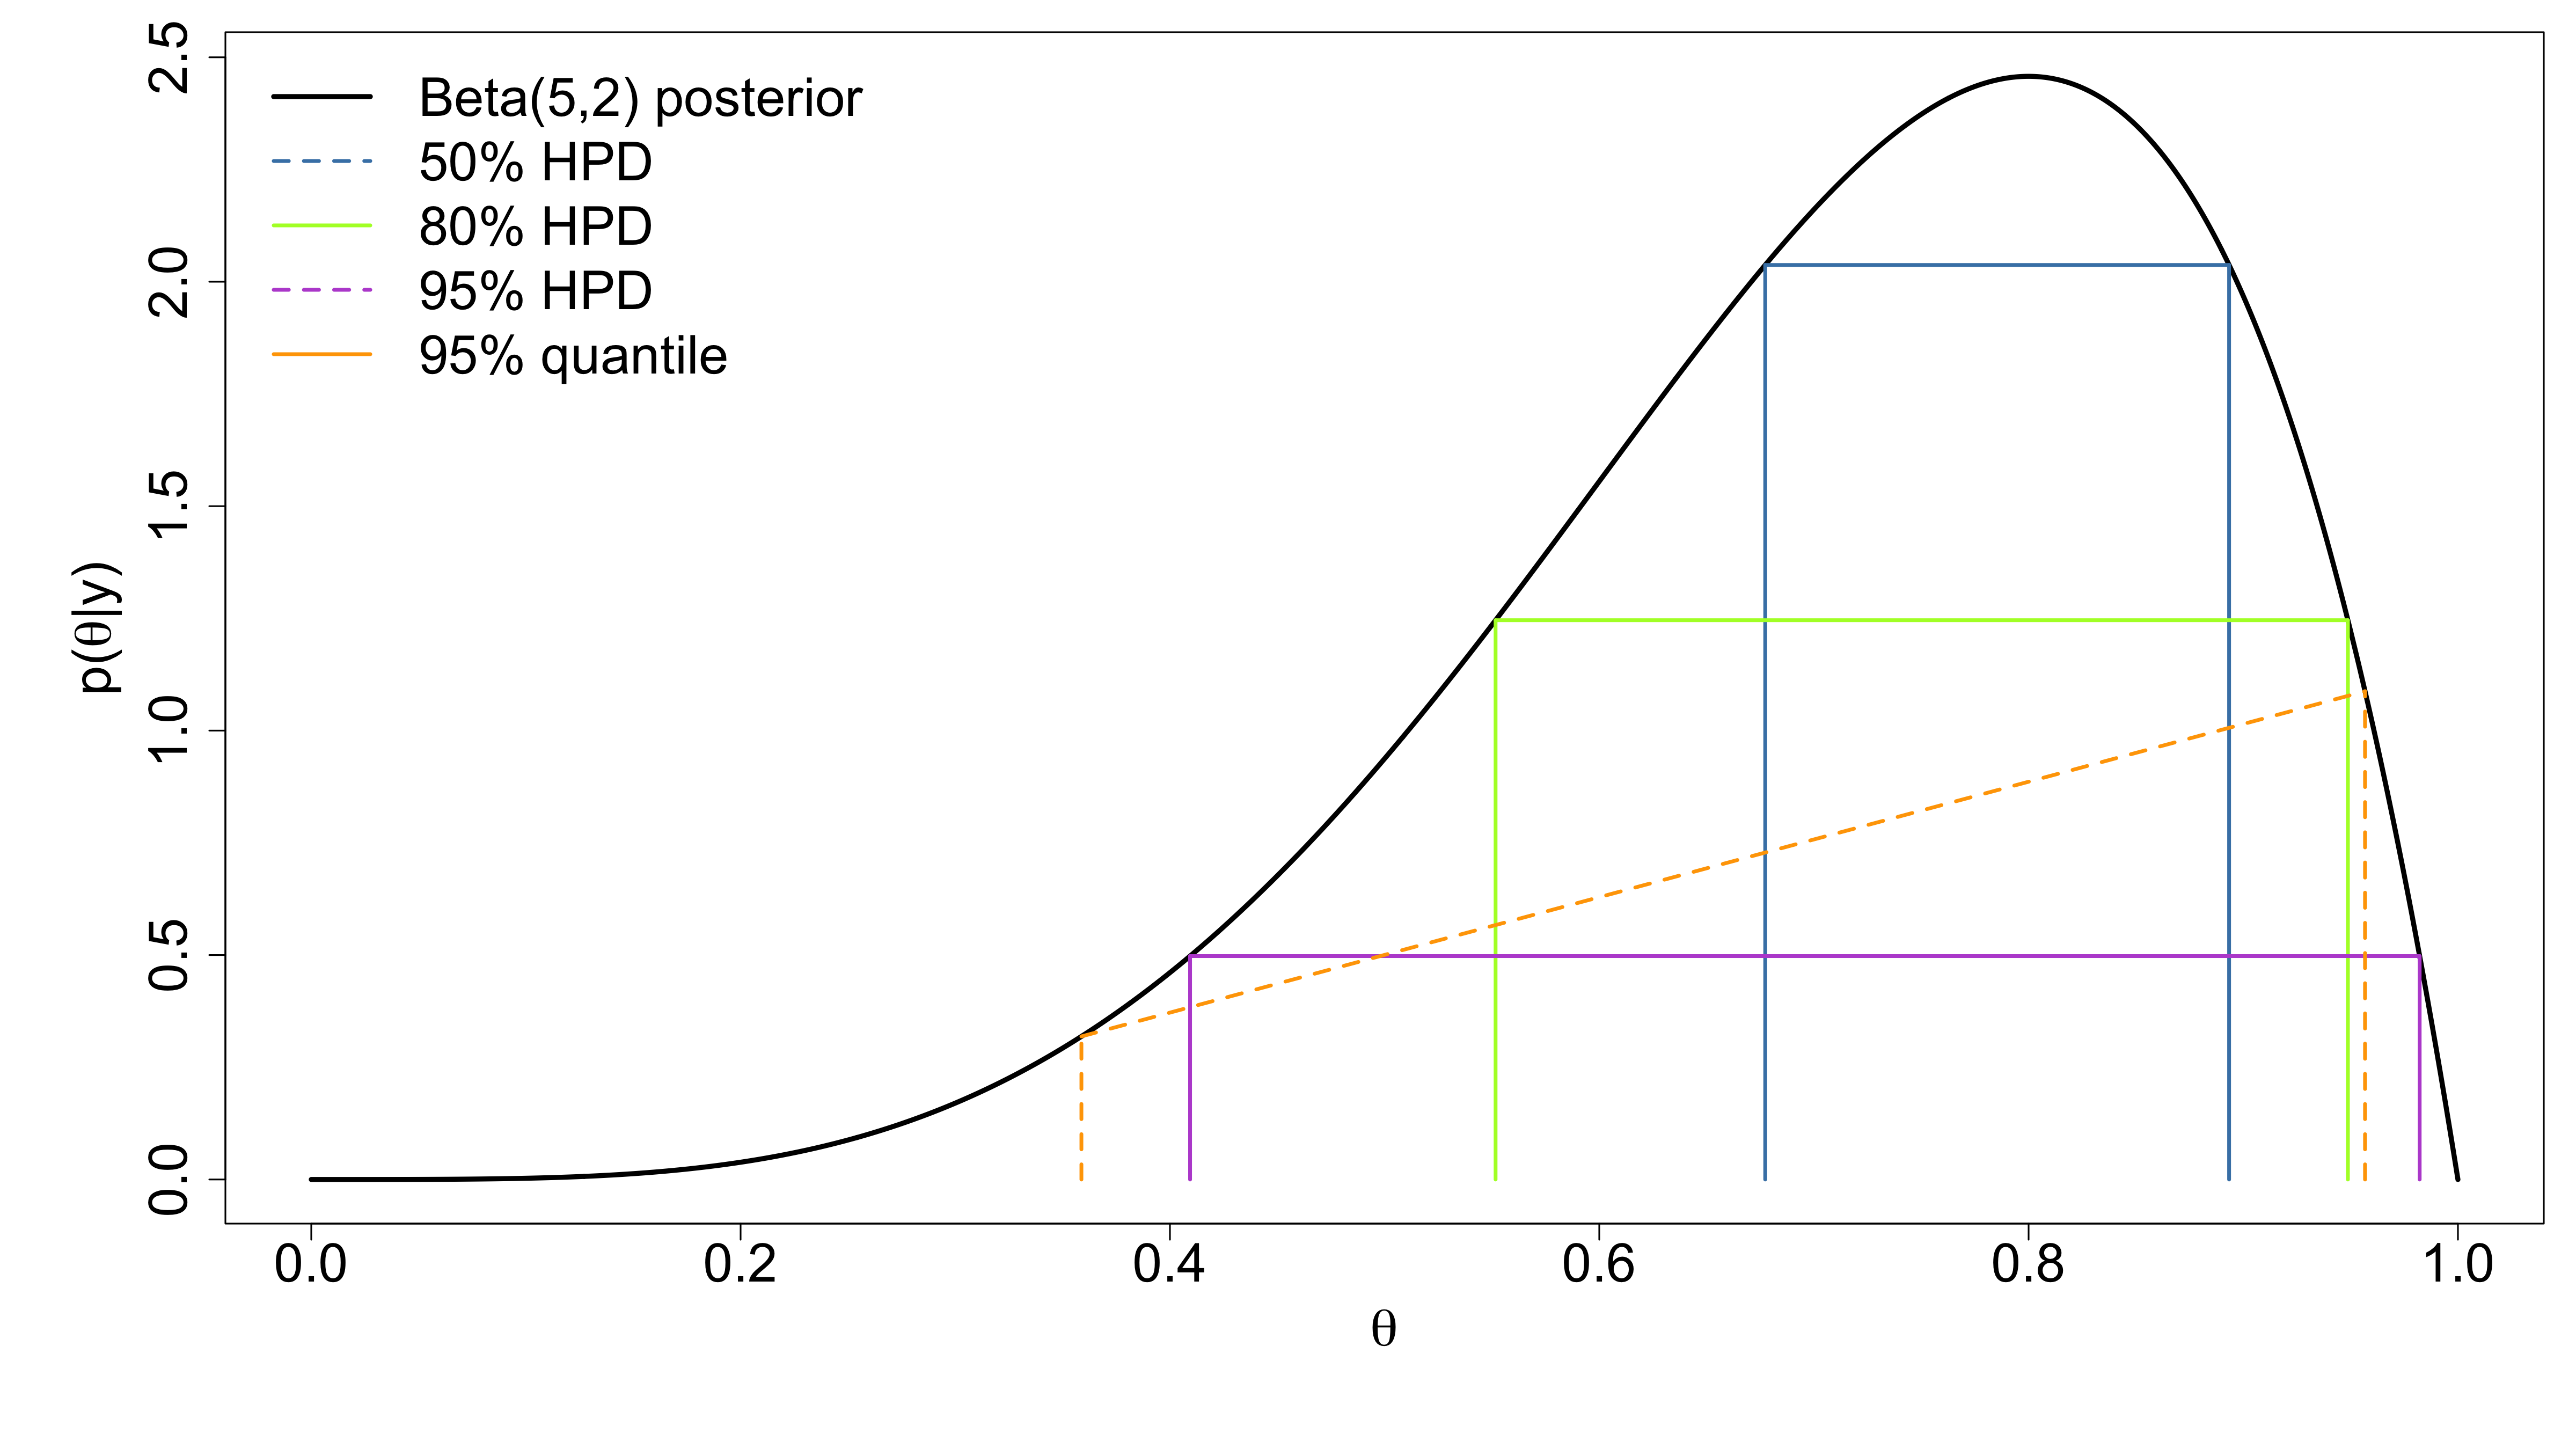 Beta(5,2) posterior
50% HPD
80% HPD
95% HPD
95% quantile
p(θ|y)
2.5
2.0
1.5
1.0
0.5
0.0
0.0 0.2 0.4 0.6 0.8 1.0
θ